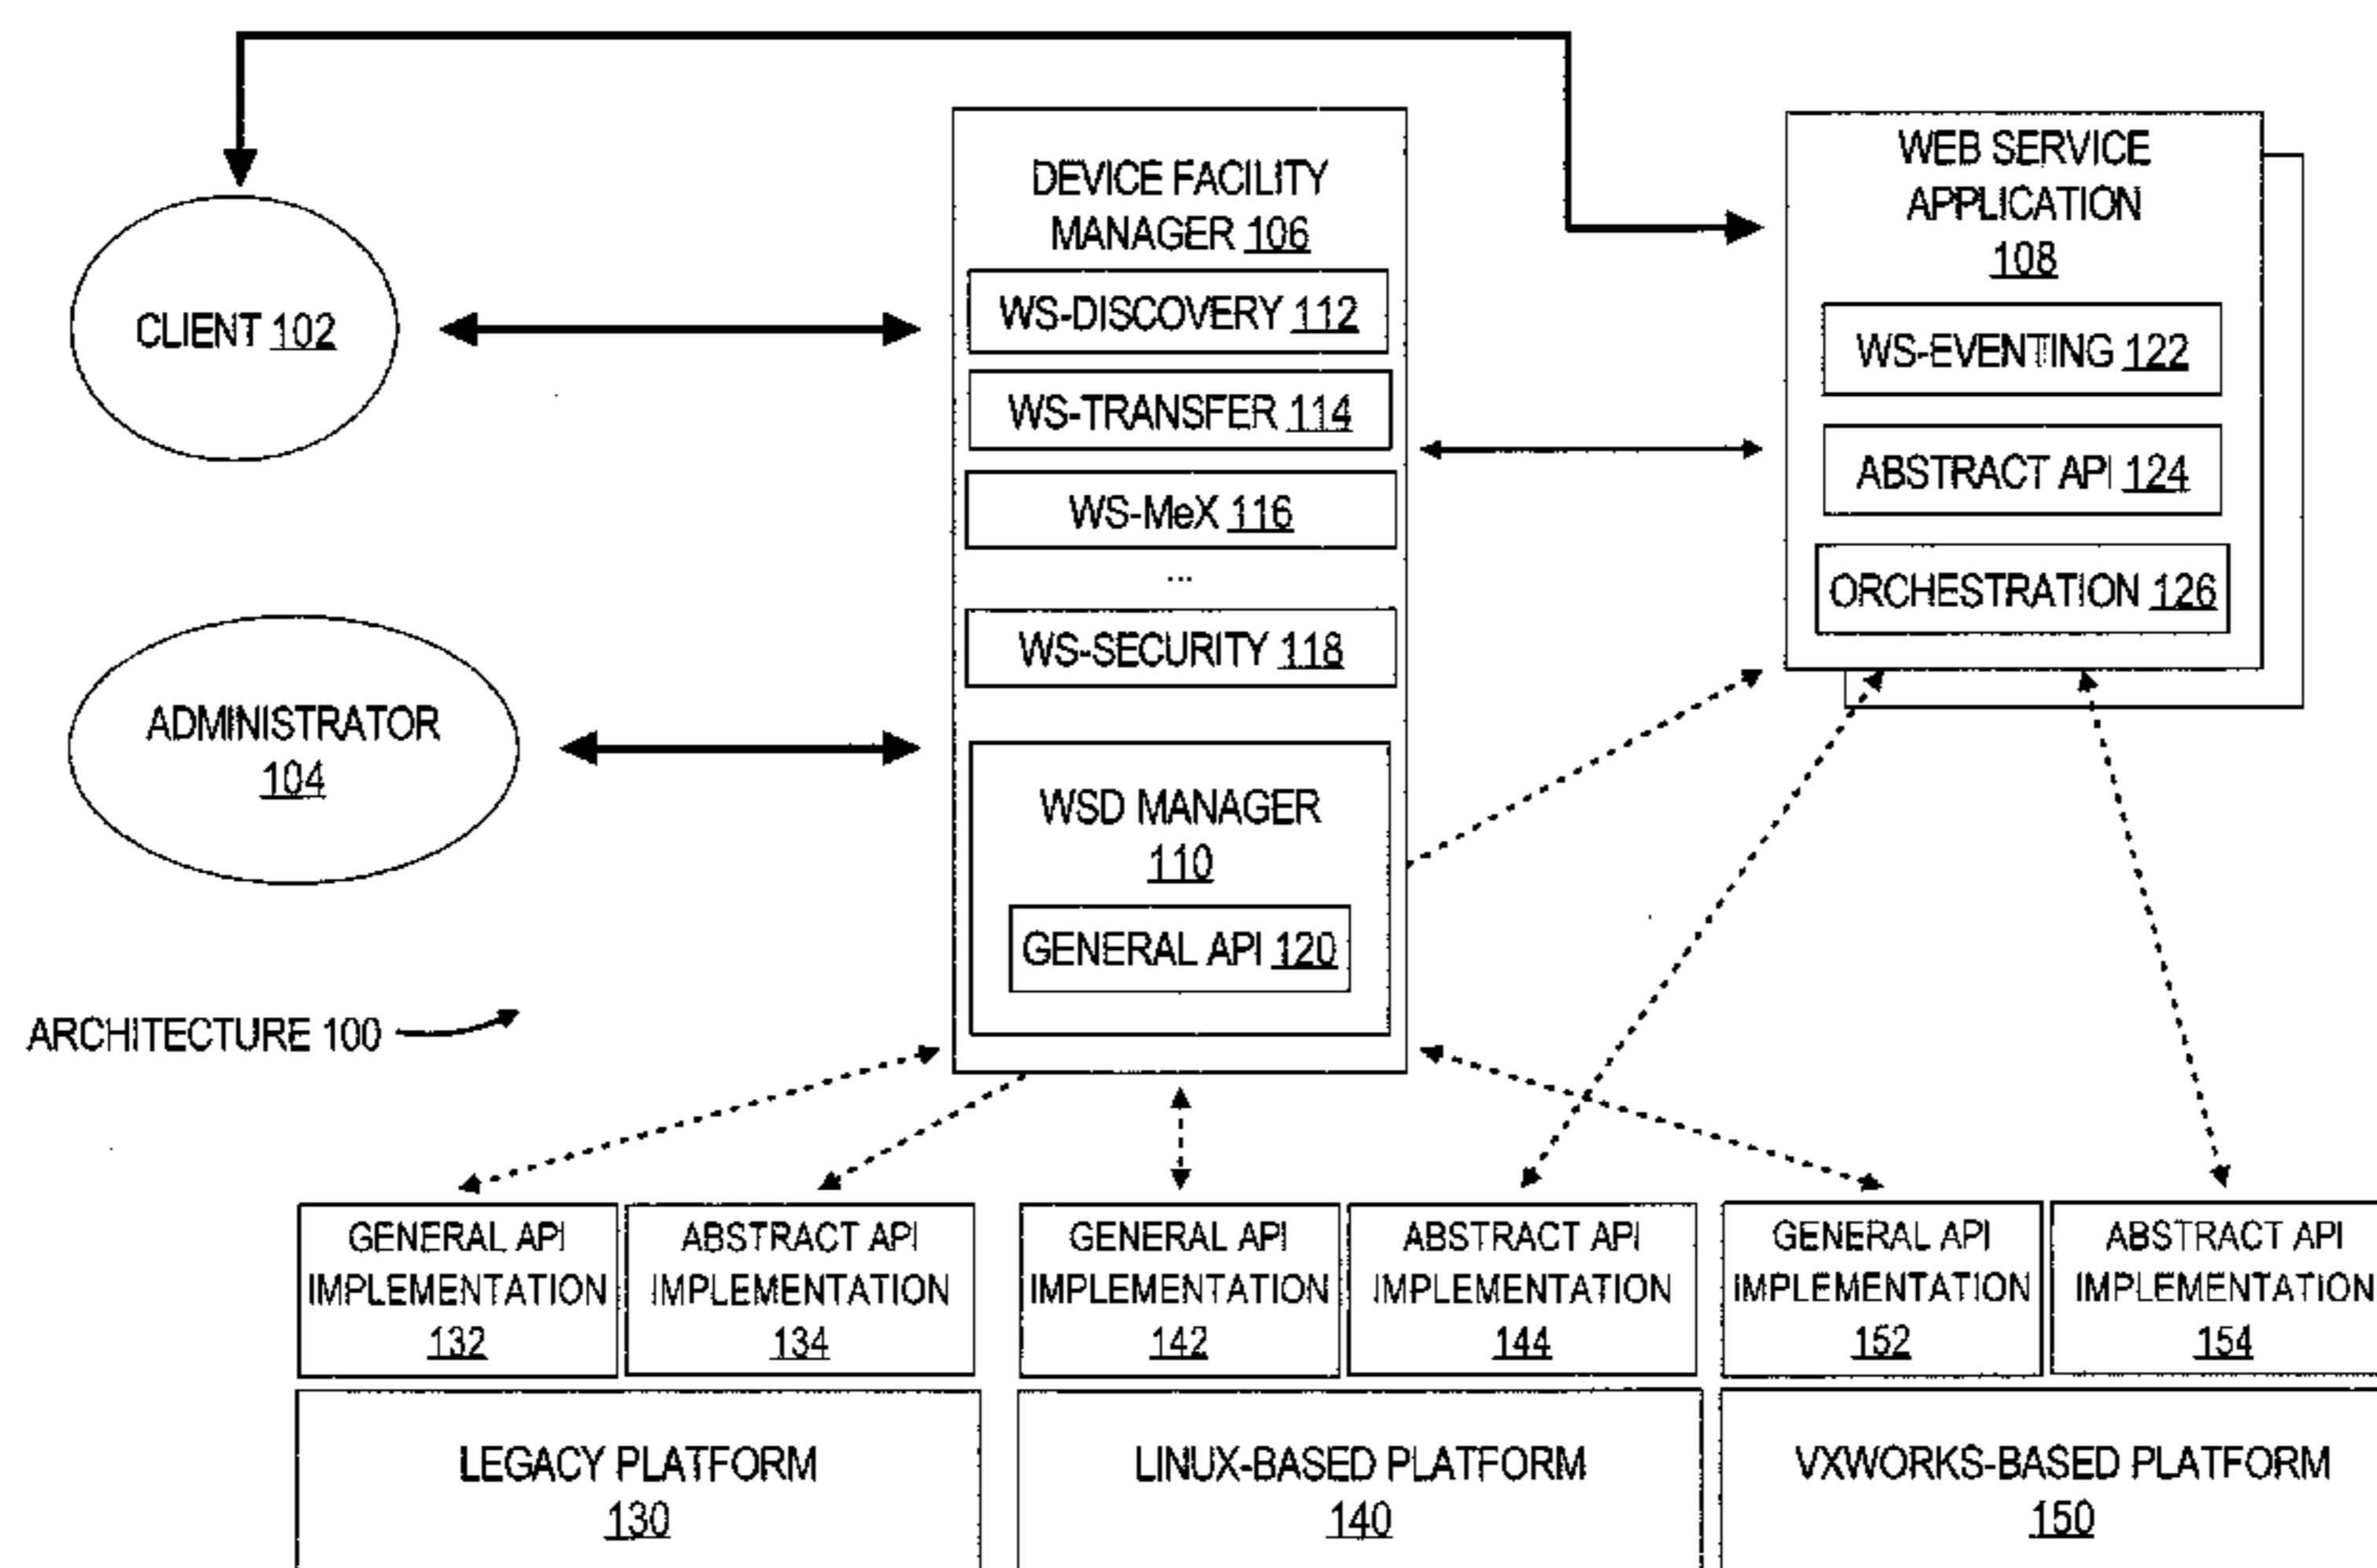 CLIENT 102
ADMINISTRATOR
104
ARCHITECTURE 100
DEVICE FACILITY
MANAGER 106
WS-DISCOVERY 112
WS-TRANSFER 114
WS-MeX 116
...
WS-SECURITY 118
WSD MANAGER
110
GENERAL API 120
WEB SERVICE
APPLICATION
108
WS-EVENTING 122
ABSTRACT API 124
ORCHESTRATION 126
GENERAL API
IMPLEMENTATION
132
ABSTRACT API
IMPLEMENTATION
134
LEGACY PLATFORM
130
GENERAL API
IMPLEMENTATION
142
ABSTRACT API
IMPLEMENTATION
144
LINUX-BASED PLATFORM
140
GENERAL API
IMPLEMENTATION
152
ABSTRACT API
IMPLEMENTATION
154
VXWORKS-BASED PLATFORM
150